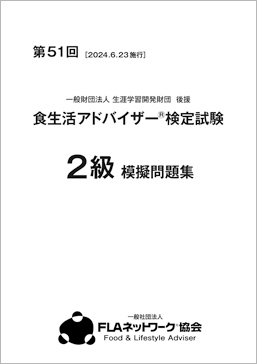 第51回 [2024.6.23施行]
一般財団法人 生涯学習開発財団 後援
食生活アドバイザー®検定試験
2級 模擬問題集
一般社団法人
FLAネットワーク®協会
Food & Lifestyle Adviser